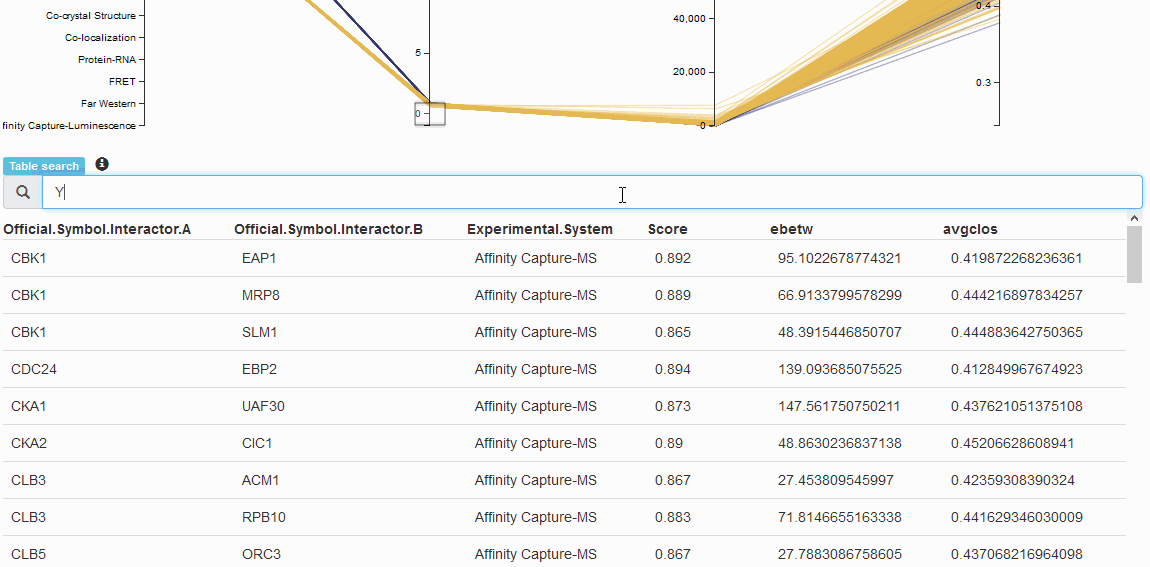 Co-crystal Structure
Co-localization
Protein-RNA
FRET
Far Western
finity Capture-Luminescence
5
0
40,000
20,000
0
0.4
0.3
Table search
Y
Official.Symbol.Interactor.A Official.Symbol.Interactor.B Experimental.System Score ebetw avgclos
CBK1 EAP1 Affinity Capture-MS 0.892 95.1022678774321 0.419872268236361
CBK1 MRP8 Affinity Capture-MS 0.889 66.9133799578299 0.444216897834257
CBK1 SLM1 Affinity Capture-MS 0.865 48.3915446850707 0.444883642750365
CDC24 EBP2 Affinity Capture-MS 0.894 139.093685075525 0.412849967674923
CKA1 UAF30 Affinity Capture-MS 0.873 147.561750750211 0.437621051375108
CKA2 CIC1 Affinity Capture-MS 0.89 48.8630236837138 0.45206628608941
CLB3 ACM1 Affinity Capture-MS 0.867 27.453809545997 0.42359308390324
CLB3 RPB10 Affinity Capture-MS 0.883 71.8146655163338 0.441629346030009
CLB5 ORC3 Affinity Capture-MS 0.867 27.7883086758605 0.437068216964098